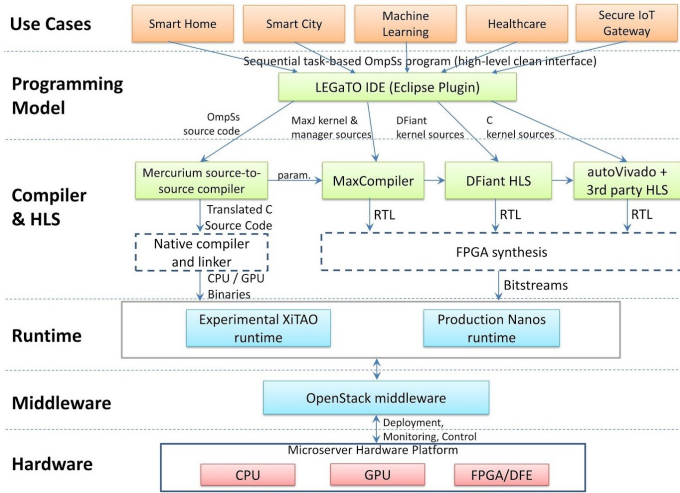 Use Cases
Smart Home
Smart City
Machine
Learning
Healthcare
Secure IoT
Gateway
Sequential task-based OmpSs program (high-level clean interface)
Programming
Model
LEGaTO IDE (Eclipse Plugin)
OmpSs
source code
MaxJ kernel &
manager sources
DFiant
kernel sources
C
kernel sources
Compiler
& HLS
Mercurium source-to-
source compiler
param.
MaxCompiler
DFiant HLS
autoVivado +
3rd party HLS
Translated C
Source Code
RTL
RTL
RTL
Native compiler
and linker
FPGA synthesis
CPU / GPU
Binaries
Bitstreams
Runtime
Experimental XiTAO
runtime
Production Nanos
runtime
Middleware
OpenStack middleware
Deployment,
Monitoring, Control
Hardware
Microserver Hardware Platform
CPU
GPU
FPGA/DFE